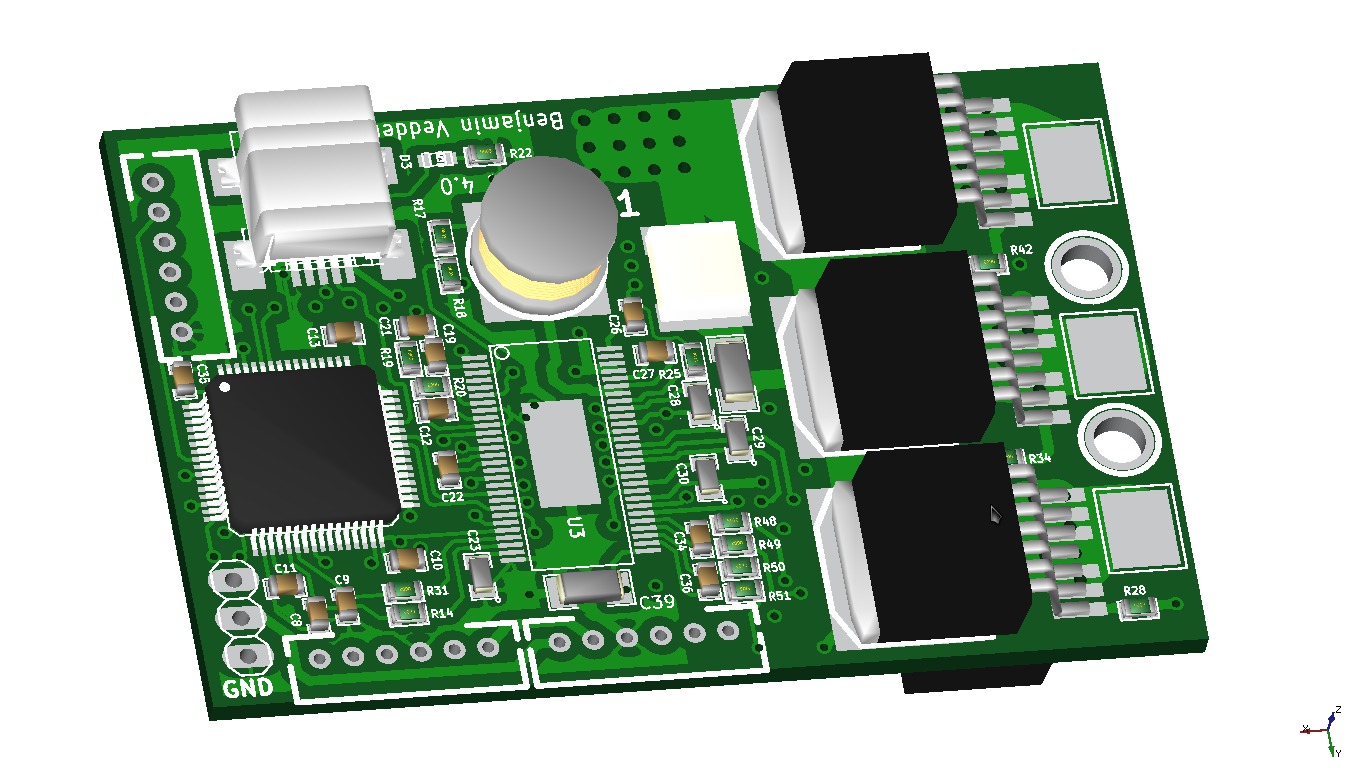 Benjamin Vedder
D3
R22
4.0
1
R17
R18
R42
C26
C13
C21
C19
R19
C27
R25
C35
R20
C28
C12
C29
R34
C22
C30
U3
R48
C34
R49
C23
C10
R50
C11
C9
R31
C36
R51
C39
R28
C8
R14
GND
Z
X
Y